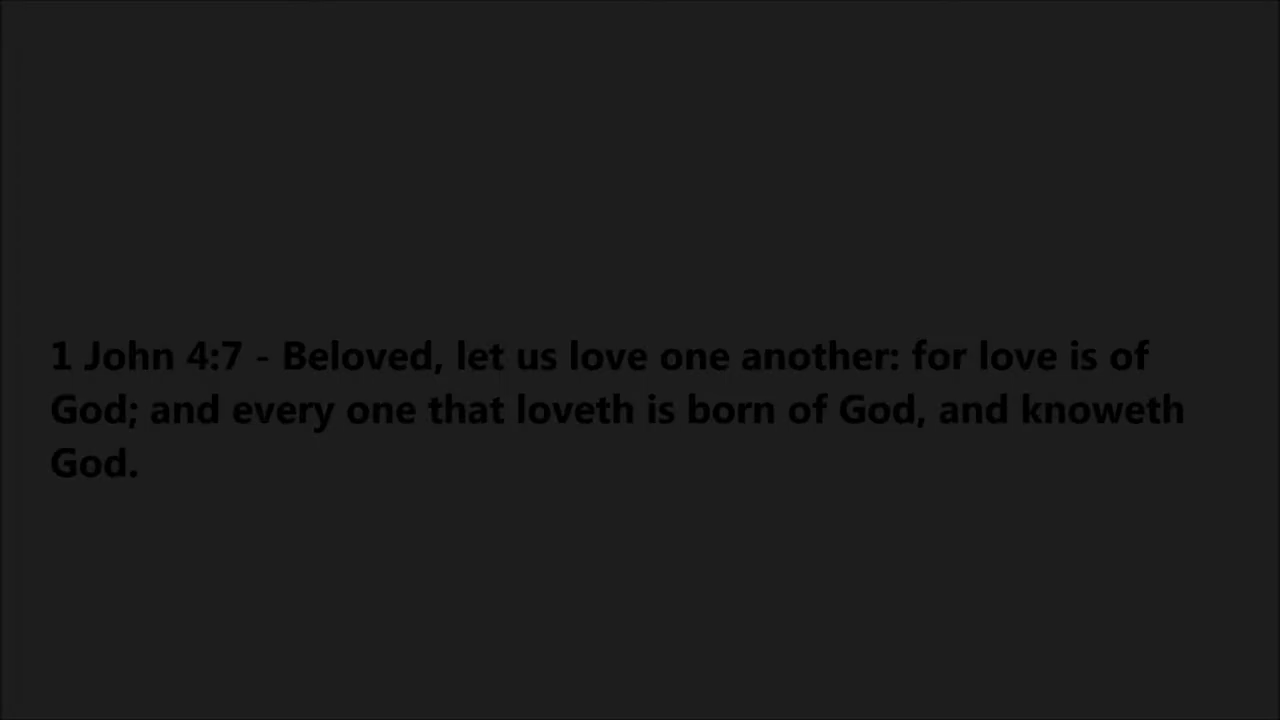 1 John 4:7 - Beloved, let us love one another: for love is of
God; and every one that loveth is born of God, and knoweth
God.